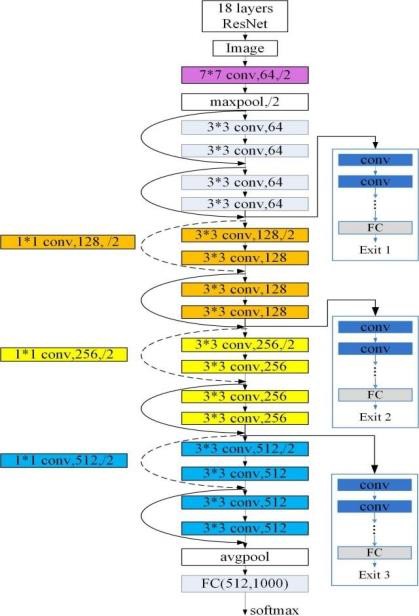 18 layers
ResNet
Image
7*7 conv,64,/2
maxpool,/2
3*3 conv,64
3*3 conv,64
3*3 conv,64
3*3 conv,64
conv
conv
FC
Exit 1
1*1 conv,128, /2
3*3 conv,128,/2
3*3 conv,128
3*3 conv,128
3*3 conv,128
conv
conv
FC
Exit 2
1*1 conv,256,/2
3*3 conv,256,/2
3*3 conv,256
3*3 conv,256
3*3 conv,256
1*1 conv,512,/2
3*3 conv,512,/2
3*3 conv,512
3*3 conv,512
3*3 conv,512
conv
conv
FC
Exit 3
avgpool
FC(512,1000)
softmax